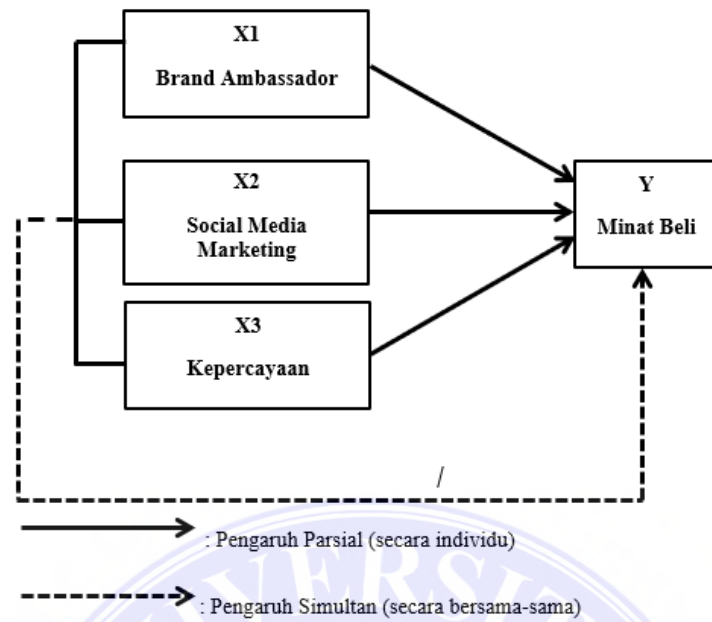 X1
Brand Ambassador
X2
Social Media
Marketing
X3
Kepercayaan
Y
Minat Beli
/
: Pengaruh Parsial (secara individu)
: Pengaruh Simultan (secara bersama-sama)
UNIVERSIT